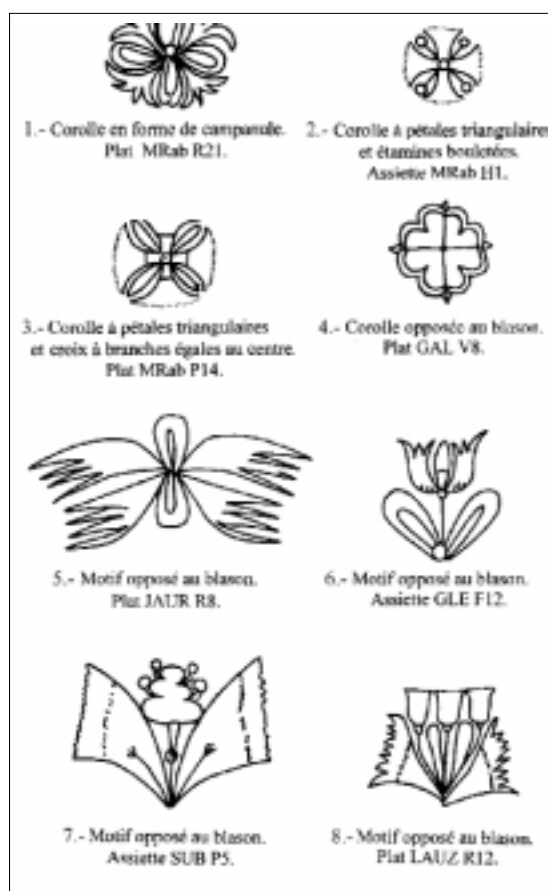 1.- Corolle en forme de campanule.
Plat MRab R21.
2.- Corolle à pétales triangulaires
et étamines bouletées.
Assiette MRab H1.
3.- Corolle à pétales triangulaires
et croix à branches égales au centre.
Plat MRab P14.
4.- Corolle opposée au blason.
Plat GAL V8.
5.- Motif opposé au blason.
Plat JAUR R8.
6.- Motif opposé au blason.
Assiette GLE F12.
7.- Motif opposé au blason.
Assiette SUB P5.
8.- Motif opposé au blason.
Plat LAUZ R12.